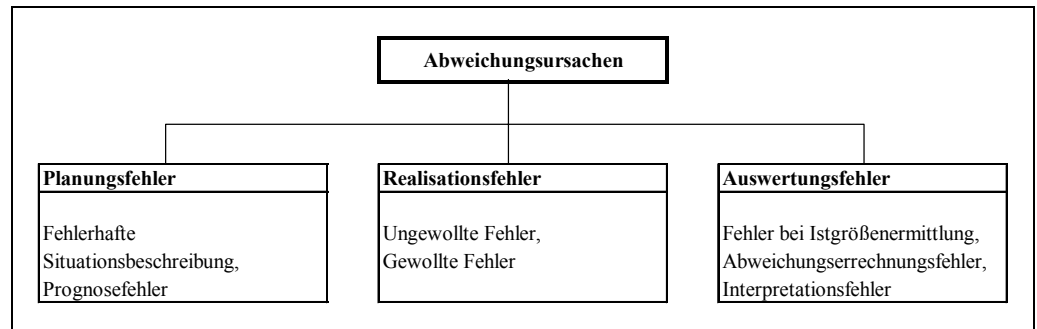 Abweichungsursachen
Planungsfehler
Fehlerhafte
Situationsbeschreibung,
Prognosefehler
Realisationsfehler
Ungewollte Fehler,
Gewollte Fehler
Auswertungsfehler
Fehler bei Istgrößenermittlung,
Abweichungserrechnungsfehler,
Interpretationsfehler